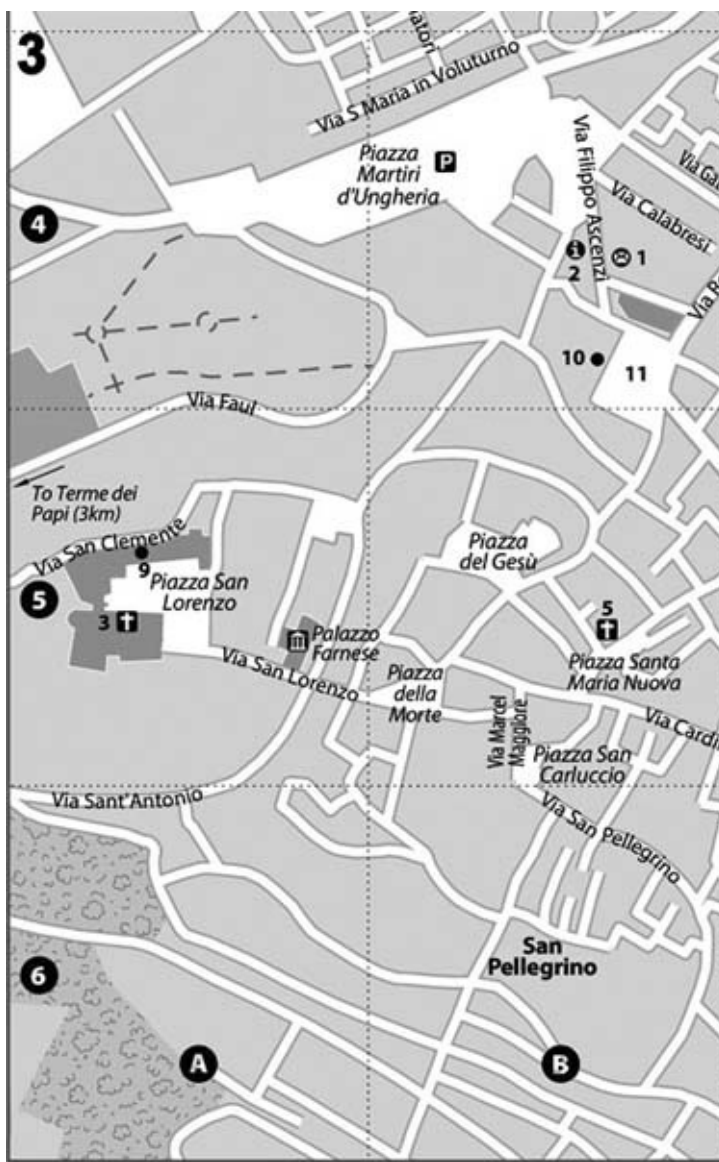 3
Via S Maria in Voluturno
Piazza
Martiri
d'Ungheria
P
Via Filippo Ascenzi
Via Calabresi
4
1
2
10
11
Via Faul
To Terme dei
Papi (3km)
Via San Clemente
9
Piazza San
Lorenzo
5
3
Piazza
del Gesù
5
Palazzo
Farnese
Via San Lorenzo
Piazza
della
Morte
Piazza Santa
Maria Nuova
Via Marcel
Maggiore
Piazza San
Carluccio
Via Cardi
Via Sant'Antonio
Via San Pellegrino
San
Pellegrino
6
A
B